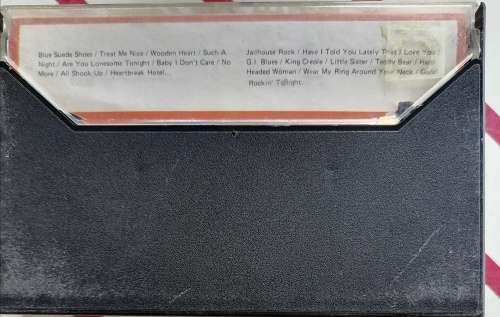 Blue Suede Shoes / Treat Me Nice / Wooden Heart / Such A
Night / Are You Lonesome Tonight / Baby I Don't Care / No
More / All Shook Up / Heartbreak Hotel...
Jailhouse Rock / Have I Told You Lately That I Love You /
G.I. Blues / King Creole / Little Sister / Teddy Bear / Hard
Headed Woman / Wear My Ring Around Your Neck / Good
Rockin' Tonight.